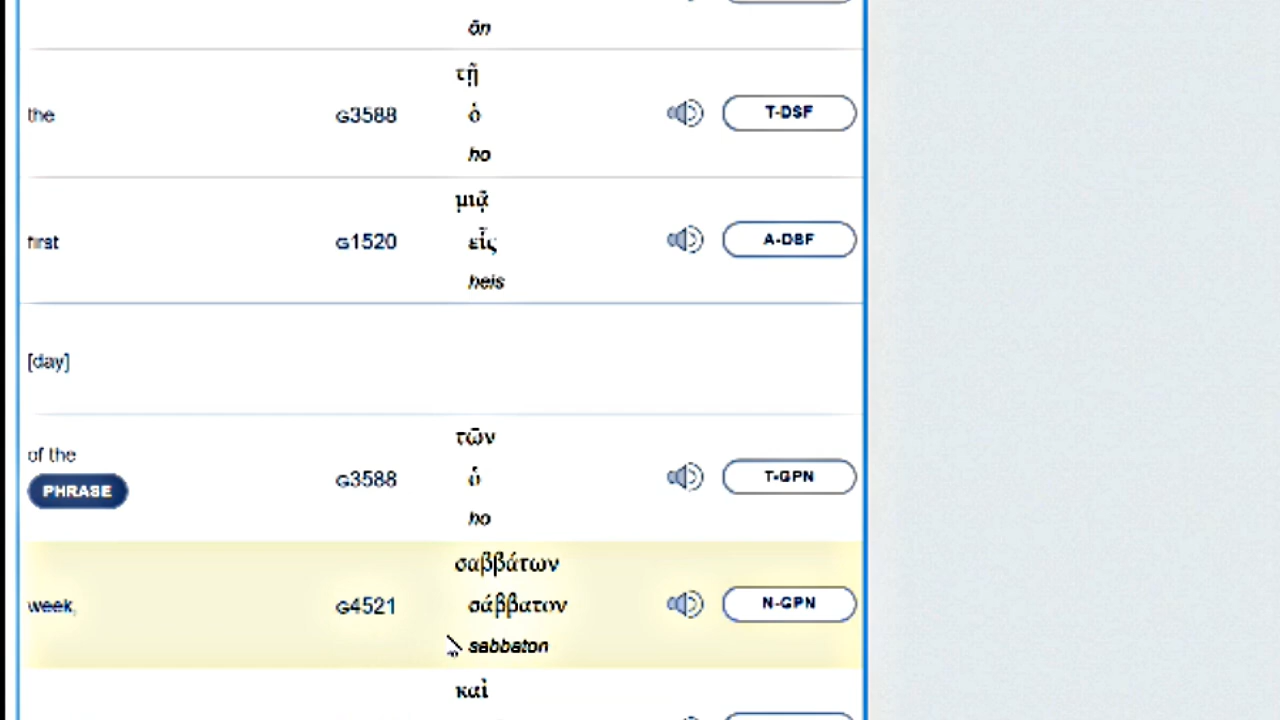 ōn
τῇ
the G3588 ὁ T-DSF
ho
μιᾷ
first G1520 εἷς A-DSF
heis
[day]
τῶν
of the
G3588 ὁ T-GPN
PHRASE
ho
σαββάτων
week, G4521 σάββατον N-GPN
sabbaton
καὶ